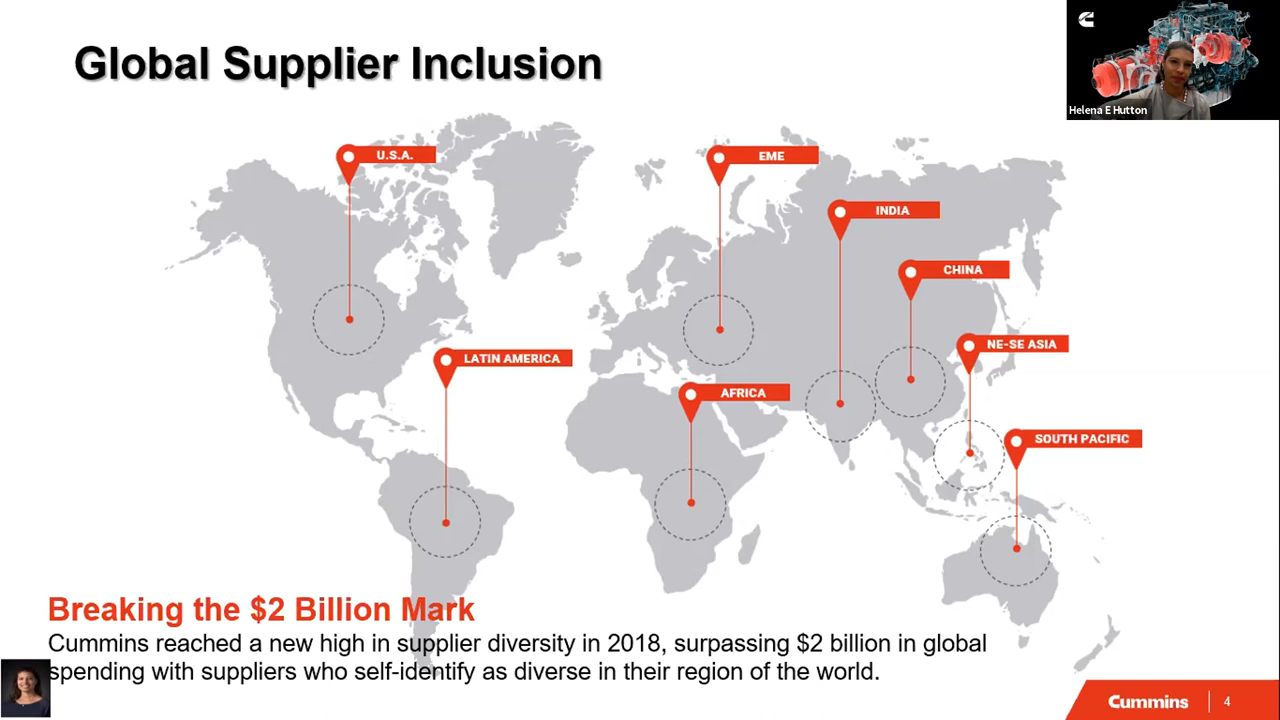 Global Supplier Inclusion
Helena E Hutton
U.S.A.
EME
INDIA
CHINA
NE-SE ASIA
LATIN AMERICA
AFRICA
SOUTH PACIFIC
Breaking the $2 Billion Mark
Cummins reached a new high in supplier diversity in 2018, surpassing $2 billion in global
spending with suppliers who self-identify as diverse in their region of the world.
Cummins
4